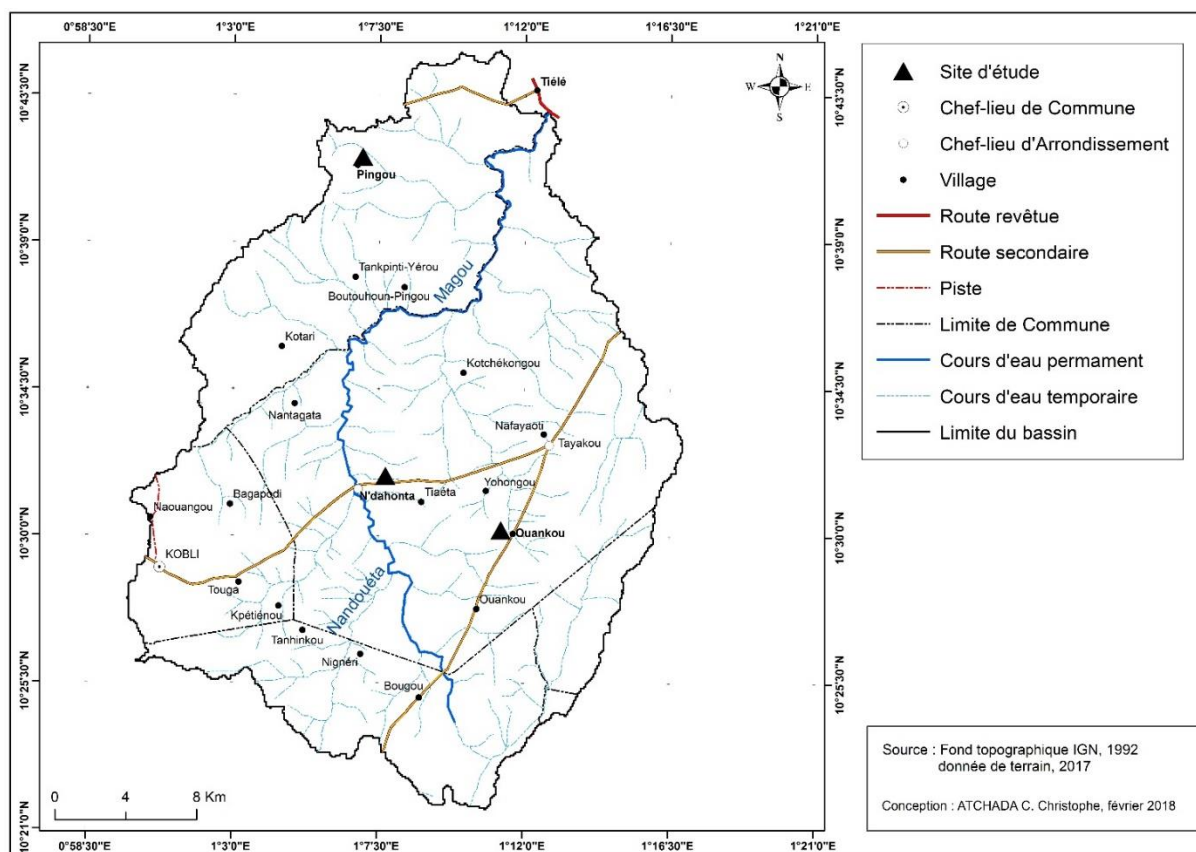 0°58'30"E 1°3'0"E 1°7'30"E 1°12'0"E 1°16'30"E 1°21'0"E
10°43'30"N 10°43'30"N
10°39'0"N 10°39'0"N
10°34'30"N 10°34'30"N
10°30'0"N 10°30'0"N
10°25'30"N 10°25'30"N
10°21'0"N 10°21'0"N
N
W E
S
Tiélé
Pingou
Tankpinti-Yérou
Boutouhoun-Pingou
Magou
Kotari
Kotchékongou
Nantagata
Nafayaoti
Tayakou
N'dahonta
Tiaéta
Yohongou
Bagapodi
Naouangou
Ouankou
KOBLI
Touga
Kpétiénou
Nandouéta
Ouankou
Tanhinkou
Nignéri
Bougou
0 4 8 Km
0°58'30"E 1°3'0"E 1°7'30"E 1°12'0"E 1°16'30"E 1°21'0"E
Site d'étude
Chef-lieu de Commune
Chef-lieu d'Arrondissement
Village
Route revêtue
Route secondaire
Piste
Limite de Commune
Cours d'eau permament
Cours d'eau temporaire
Limite du bassin
Source : Fond topographique IGN, 1992
donnée de terrain, 2017
Conception : ATCHADA C. Christophe, février 2018